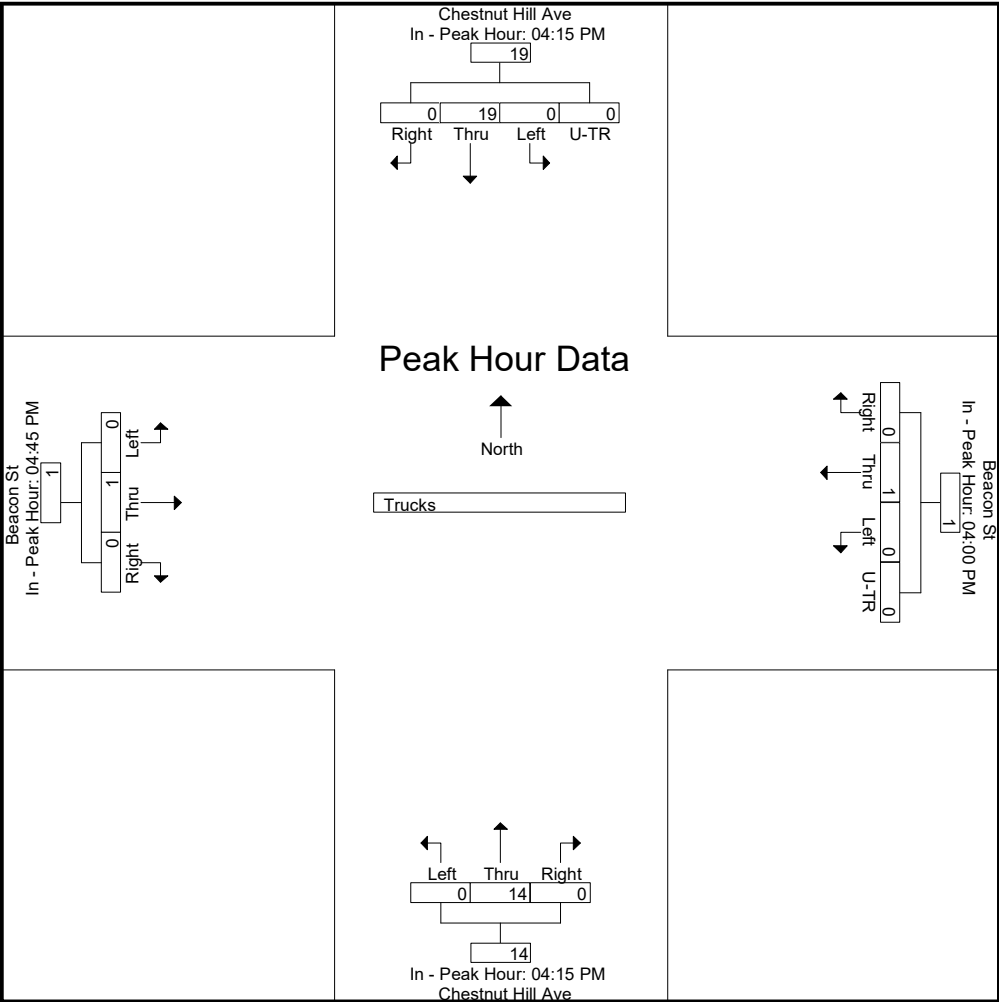 Chestnut Hill Ave
In - Peak Hour: 04:15 PM
19
0 19 0 0
Right Thru Left U-TR
Peak Hour Data
North
Trucks
Beacon St
In - Peak Hour: 04:45 PM
1
0 1 0
Left Thru Right
Beacon St
In - Peak Hour: 04:00 PM
1
0 1 0 0
Right Thru Left U-TR
Left Thru Right
0 14 0
14
In - Peak Hour: 04:15 PM
Chestnut Hill Ave